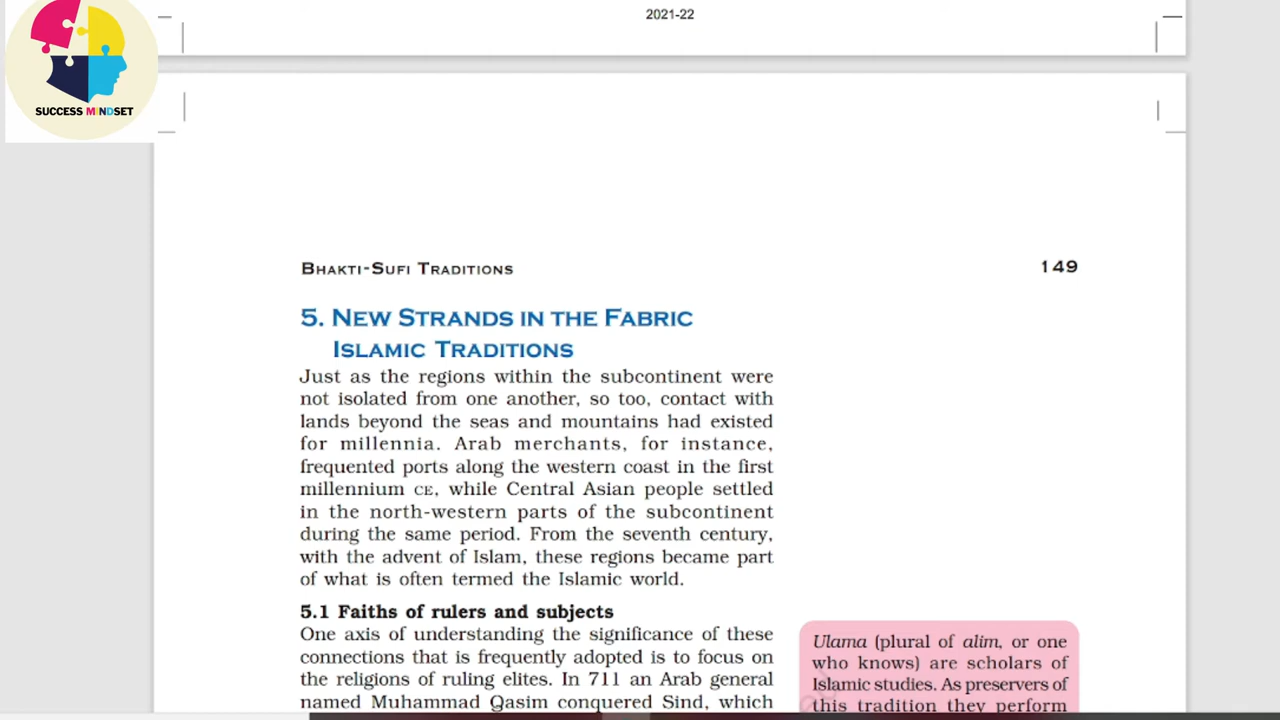 2021-22
SUCCESS MINDSET
BHAKTI-SUFI TRADITIONS
149
5. NEW STRANDS IN THE FABRIC
ISLAMIC TRADITIONS
Just as the regions within the subcontinent were
not isolated from one another, so too, contact with
lands beyond the seas and mountains had existed
for millennia. Arab merchants, for instance,
frequented ports along the western coast in the first
millennium CE, while Central Asian people settled
in the north-western parts of the subcontinent
during the same period. From the seventh century,
with the advent of Islam, these regions became part
of what is often termed the Islamic world.
5.1 Faiths of rulers and subjects
One axis of understanding the significance of these
connections that is frequently adopted is to focus on
the religions of ruling elites. In 711 an Arab general
named Muhammad Qasim conquered Sind, which
Ulama (plural of alim, or one
who knows) are scholars of
Islamic studies. As preservers of
this tradition they perform